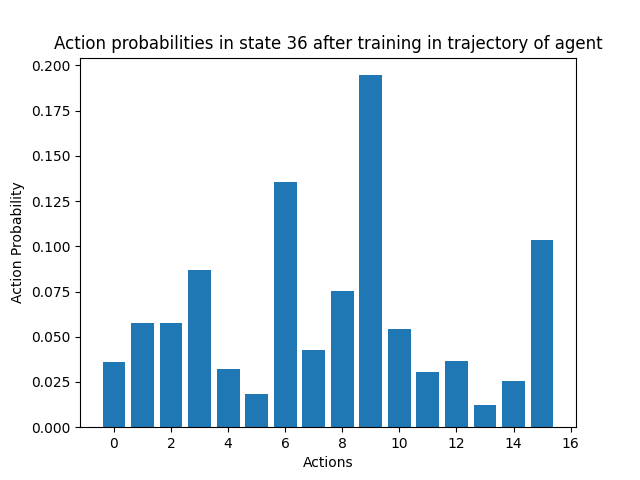 Action probabilities in state 36 after training in trajectory of agent
0.200
0.175
0.150
0.125
0.100
0.075
0.050
0.025
0.000
Action Probability
0 2 4 6 8 10 12 14 16
Actions